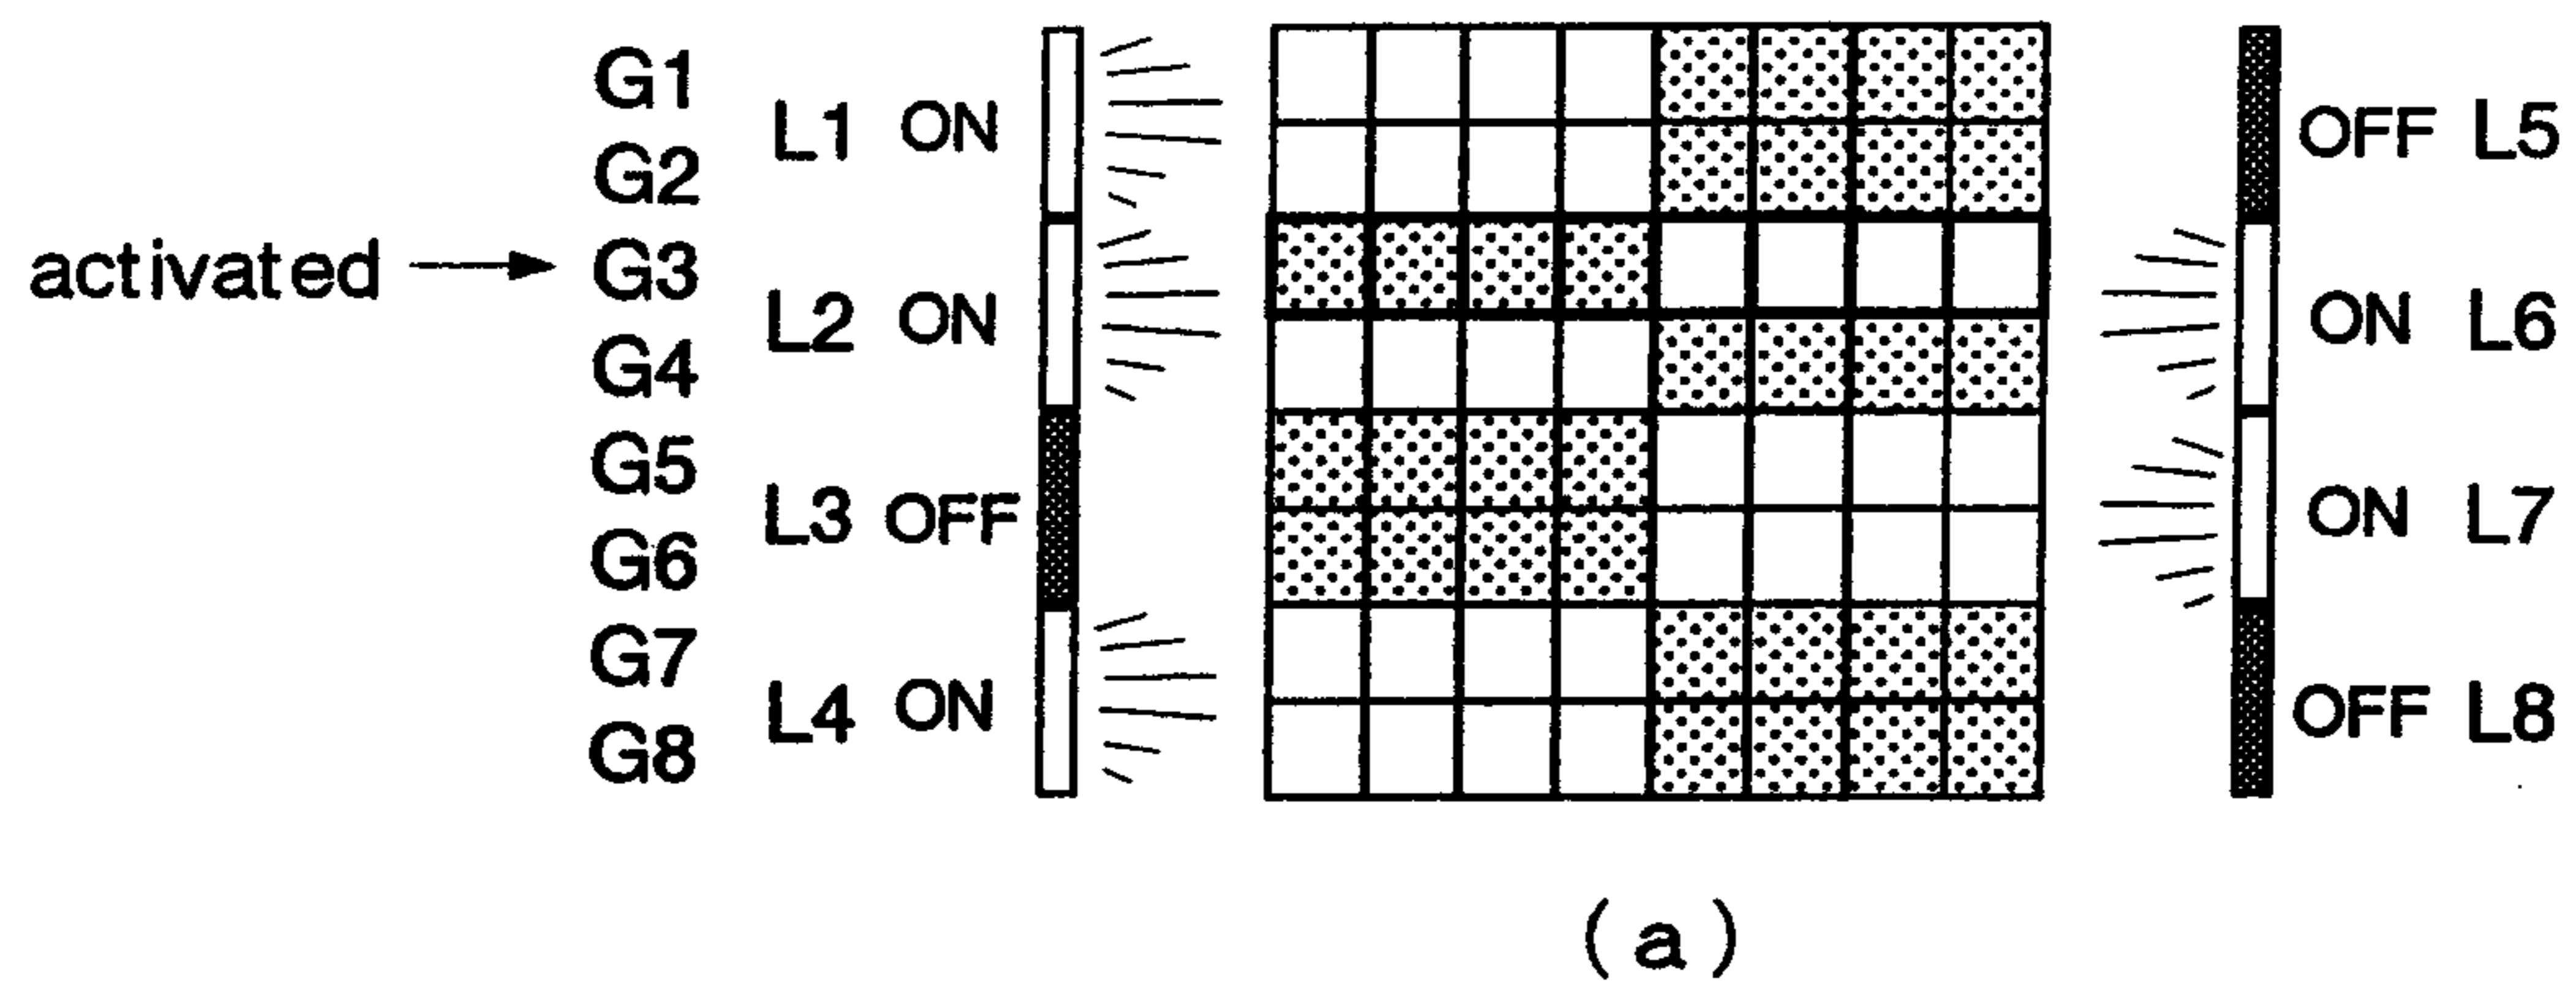 G1
L1 ON
OFF L5
G2
activated
G3
L2 ON
ON L6
G4
G5
L3 OFF
ON L7
G6
G7
L4 ON
OFF L8
G8
(a)